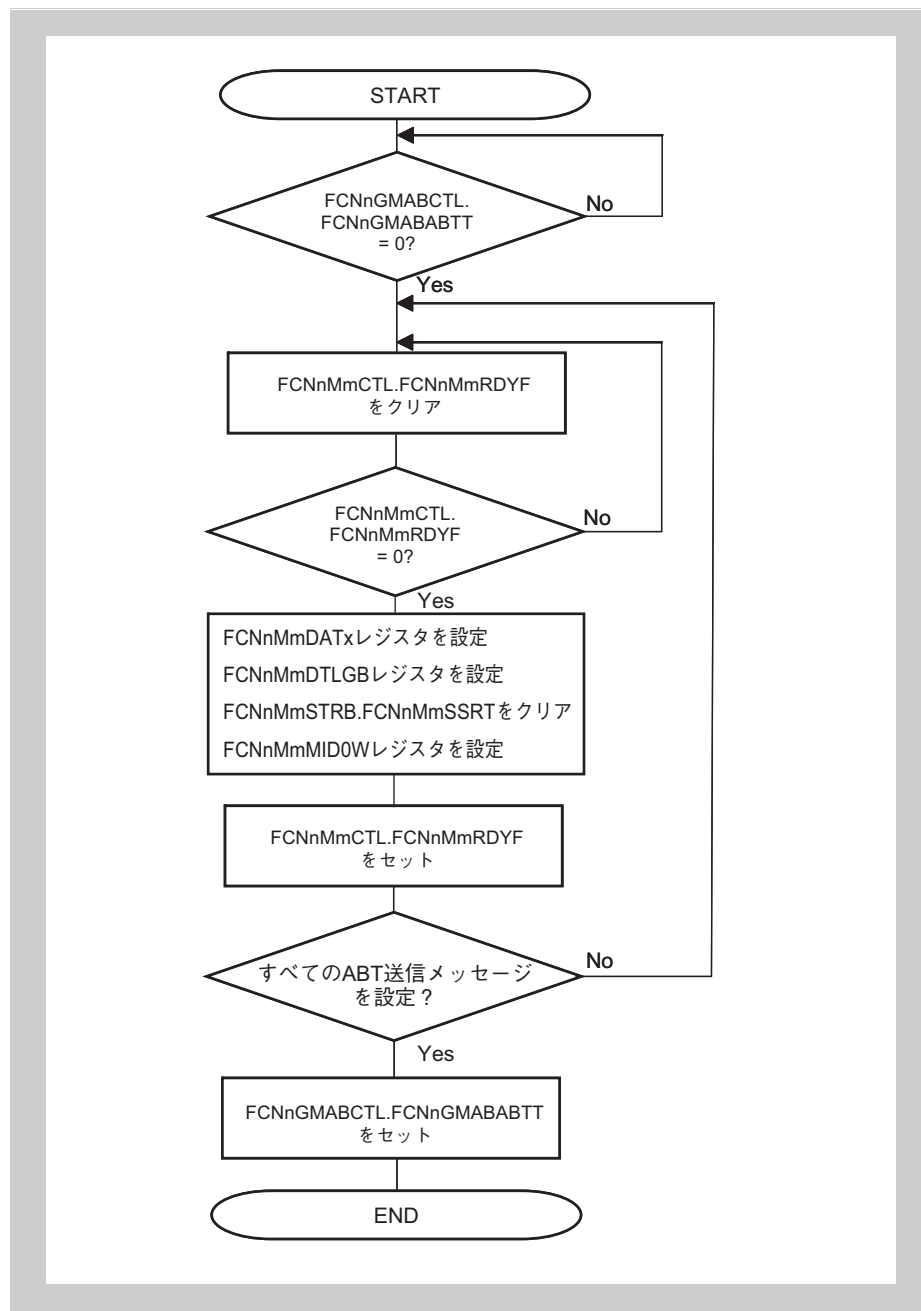 START
FCNnGMABCTL.
FCNnGMABABTT
= 0?
No
Yes
FCNnMmCTL.FCNnMmRDYF
をクリア
FCNnMmCTL.
FCNnMmRDYF
= 0?
No
Yes
FCNnMmDATxレジスタを設定
FCNnMmDTLGBレジスタを設定
FCNnMmSTRB.FCNnMmSSRTをクリア
FCNnMmMID0Wレジスタを設定
FCNnMmCTL.FCNnMmRDYF
をセット
すべてのABT送信メッセージ
を設定？
No
Yes
FCNnGMABCTL.FCNnGMABABTT
をセット
END